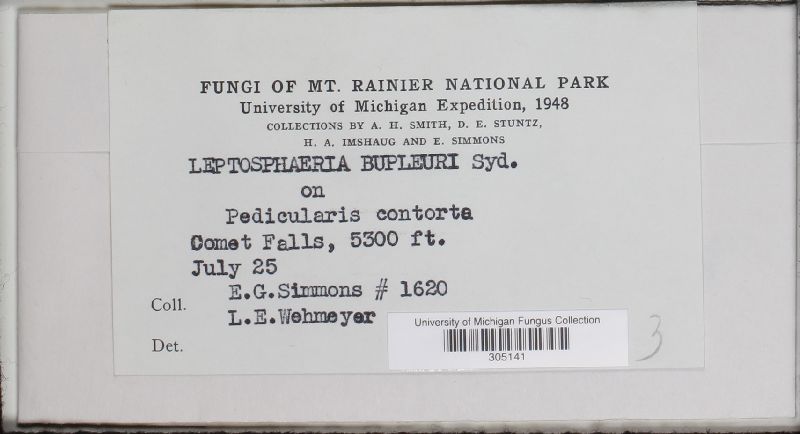 FUNGI OF MT. RAINIER NATIONAL PARK
University of Michigan Expedition, 1948
COLLECTIONS BY A. H. SMITH, D. E. STUNTZ,
H. A. IMSHAUG AND E. SIMMONS
LEPTOSPHAERIA BUPLEURI Syd.
on
Pedicularis contorta
Comet Falls, 5300 ft.
July 25
E.G.Simmons # 1620
Coll.
L.E.Wehmeyer
Det.
University of Michigan Fungus Collection
305141
3